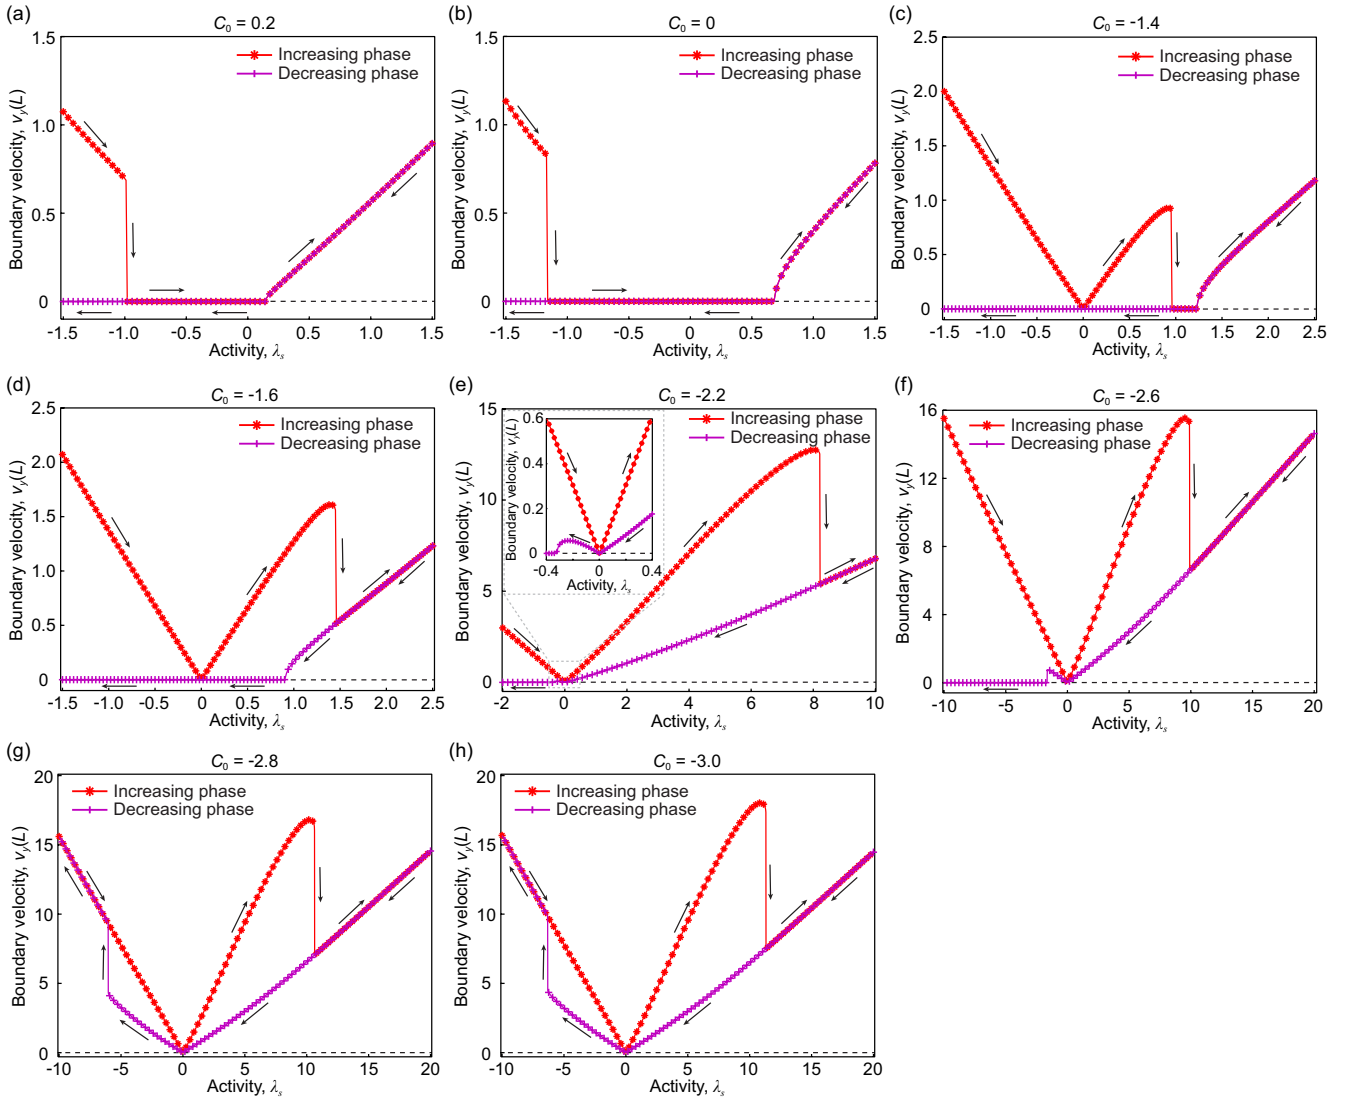 (a)
C₀ = 0.2
Increasing phase
Decreasing phase
Boundary velocity, vᵧ(L)
1.5
1.0
0.5
0
-1.5 -1.0 -0.5 0 0.5 1.0 1.5
Activity, λₛ
(b)
C₀ = 0
Increasing phase
Decreasing phase
Boundary velocity, vᵧ(L)
1.5
1.0
0.5
0
-1.5 -1.0 -0.5 0 0.5 1.0 1.5
Activity, λₛ
(c)
C₀ = -1.4
Increasing phase
Decreasing phase
Boundary velocity, vᵧ(L)
2.5
2.0
1.5
1.0
0.5
0
-1.5 -1.0 -0.5 0 0.5 1.0 1.5 2.0 2.5
Activity, λₛ
(d)
C₀ = -1.6
Increasing phase
Decreasing phase
Boundary velocity, vᵧ(L)
2.5
2.0
1.5
1.0
0.5
0
-1.5 -1.0 -0.5 0 0.5 1.0 1.5 2.0 2.5
Activity, λₛ
(e)
C₀ = -2.2
Increasing phase
Decreasing phase
Boundary velocity, vᵧ(L)
15
10
5
0
-2 0 2 4 6 8 10
Activity, λₛ
Boundary velocity, vᵧ(L)
0.6
0.4
0.2
0
-0.4 0 0.4
Activity, λₛ
(f)
C₀ = -2.6
Increasing phase
Decreasing phase
Boundary velocity, vᵧ(L)
16
12
8
4
0
-10 -5 0 5 10 15 20
Activity, λₛ
(g)
C₀ = -2.8
Increasing phase
Decreasing phase
Boundary velocity, vᵧ(L)
20
15
10
5
0
-10 -5 0 5 10 15 20
Activity, λₛ
(h)
C₀ = -3.0
Increasing phase
Decreasing phase
Boundary velocity, vᵧ(L)
20
15
10
5
0
-10 -5 0 5 10 15 20
Activity, λₛ